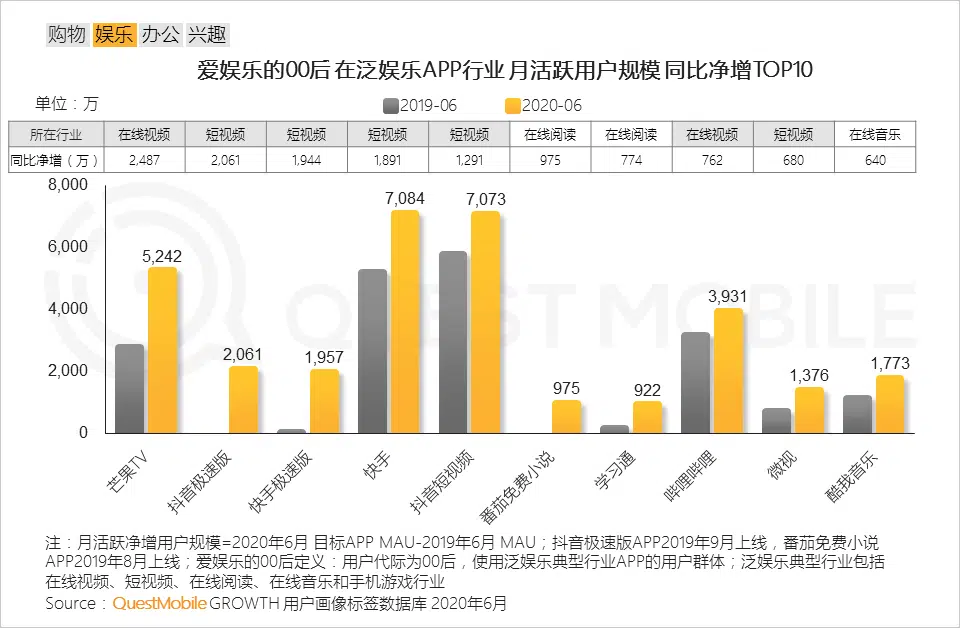 购物 娱乐 办公 兴趣
爱娱乐的00后 在泛娱乐APP行业 月活跃用户规模 同比净增TOP10
单位：万
2019-06 2020-06
所在行业 在线视频 短视频 短视频 短视频 短视频 在线阅读 在线阅读 在线视频 短视频 在线音乐
同比净增（万） 2,487 2,061 1,944 1,891 1,291 975 774 762 680 640
8,000
6,000
4,000
2,000
0
5,242 2,061 1,957 7,084 7,073 975 922 3,931 1,376 1,773
QUEST MOBILE
芒果TV 抖音极速版 快手极速版 快手 抖音短视频 番茄免费小说 学习通 哔哩哔哩 微视 酷我音乐
注：月活跃净增用户规模=2020年6月 目标APP MAU-2019年6月 MAU；抖音极速版APP2019年9月上线，番茄免费小说
APP2019年8月上线；爱娱乐的00后定义：用户代际为00后，使用泛娱乐典型行业APP的用户群体；泛娱乐典型行业包括
在线视频、短视频、在线阅读、在线音乐和手机游戏行业
Source：QuestMobile GROWTH 用户画像标签数据库 2020年6月